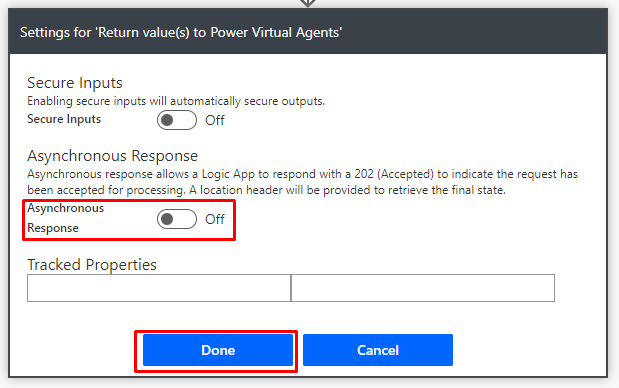 Settings for 'Return value(s) to Power Virtual Agents'
Secure Inputs
Enabling secure inputs will automatically secure outputs.
Secure Inputs Off
Asynchronous Response
Asynchronous response allows a Logic App to respond with a 202 (Accepted) to indicate the request has
been accepted for processing. A location header will be provided to retrieve the final state.
Asynchronous
Response Off
Tracked Properties
Done Cancel